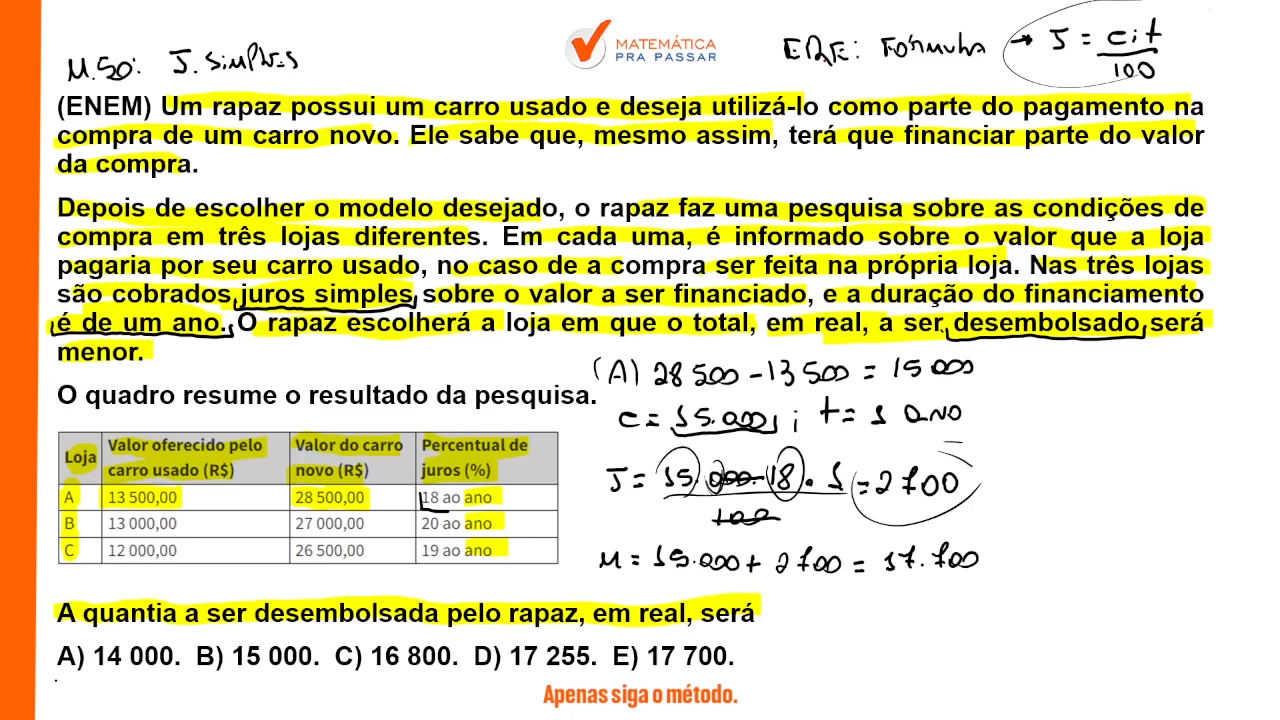 M.SD: J. Simples
MATEMÁTICA
PRA PASSAR
ERE: Fórmula → J = cit
100
(ENEM) Um rapaz possui um carro usado e deseja utilizá-lo como parte do pagamento na
compra de um carro novo. Ele sabe que, mesmo assim, terá que financiar parte do valor
da compra.
Depois de escolher o modelo desejado, o rapaz faz uma pesquisa sobre as condições de
compra em três lojas diferentes. Em cada uma, é informado sobre o valor que a loja
pagaria por seu carro usado, no caso de a compra ser feita na própria loja. Nas três lojas
são cobrados juros simples sobre o valor a ser financiado, e a duração do financiamento
é de um ano. O rapaz escolherá a loja em que o total, em real, a ser desembolsado será
menor.
O quadro resume o resultado da pesquisa.
(A) 28 500 - 13 500 = 15 000
c = 15.000 ; t = 1 ano
J = 15.000.18.1 = 2700
100
M = 15.000 + 2700 = 17.700
Loja Valor oferecido pelo carro usado (R$) Valor do carro novo (R$) Percentual de juros (%)
A 13 500,00 28 500,00 18 ao ano
B 13 000,00 27 000,00 20 ao ano
C 12 000,00 26 500,00 19 ao ano
A quantia a ser desembolsada pelo rapaz, em real, será
A) 14 000. B) 15 000. C) 16 800. D) 17 255. E) 17 700.
Apenas siga o método.